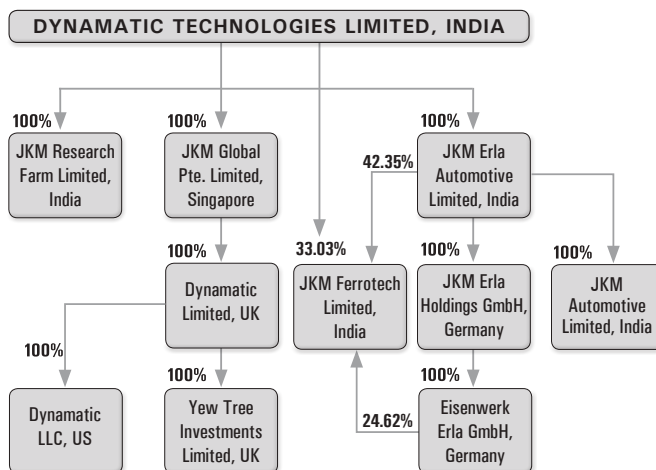 DYNAMATIC TECHNOLOGIES LIMITED, INDIA
100%
100%
100%
JKM Research
Farm Limited,
India
JKM Global
Pte. Limited,
Singapore
42.35%
JKM Erla
Automotive
Limited, India
100%
33.03%
100%
100%
Dynamatic
Limited, UK
JKM Ferrotech
Limited,
India
JKM Erla
Holdings GmbH,
Germany
JKM
Automotive
Limited, India
100%
100%
100%
Dynamatic
LLC, US
Yew Tree
Investments
Limited, UK
24.62%
Eisenwerk
Erla GmbH,
Germany